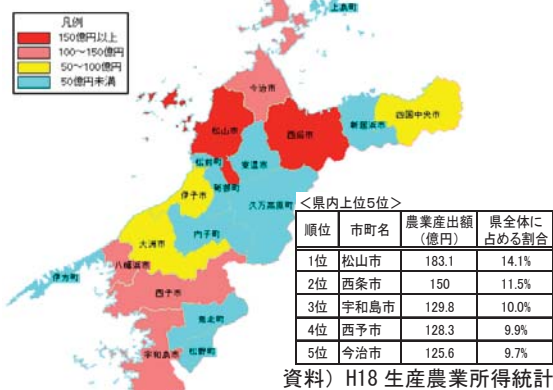 上島町
凡例
150億円以上
100～150億円
50～100億円
50億円未満
今治市
松山市
西条市
新居浜市
四国中央市
松前町
東温市
砥部町
伊予市
久万高原町
内子町
大洲市
八幡浜市
伊方町
西予市
鬼北町
宇和島市
松野町
＜県内上位5位＞
順位 市町名 農業産出額（億円） 県全体に占める割合
1位 松山市 183.1 14.1%
2位 西条市 150 11.5%
3位 宇和島市 129.8 10.0%
4位 西予市 128.3 9.9%
5位 今治市 125.6 9.7%
資料）H18 生産農業所得統計